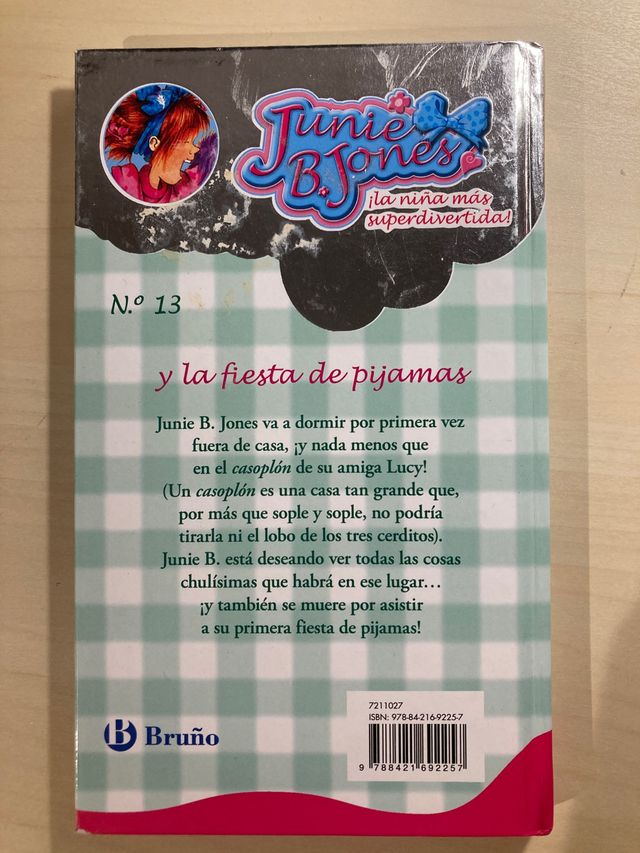 Junie
B. Jones
¡la niña más
superdivertida!
N.º 13
y la fiesta de pijamas
Junie B. Jones va a dormir por primera vez
fuera de casa, ¡y nada menos que
en el casoplón de su amiga Lucy!
(Un casoplón es una casa tan grande que,
por más que sople y sople, no podría
tirarla ni el lobo de los tres cerditos).
Junie B. está deseando ver todas las cosas
chulísimas que habrá en ese lugar…
¡y también se muere por asistir
a su primera fiesta de pijamas!
7211027
ISBN: 978-84-216-9225-7
B Bruño
9 788421 692257